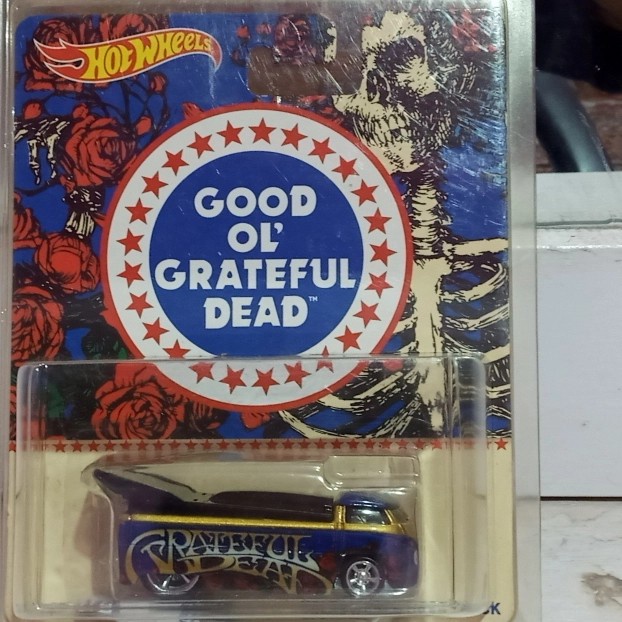 HOT WHEELS
GOOD
OL'
GRATEFUL
DEAD™
GRATEFUL
DEAD